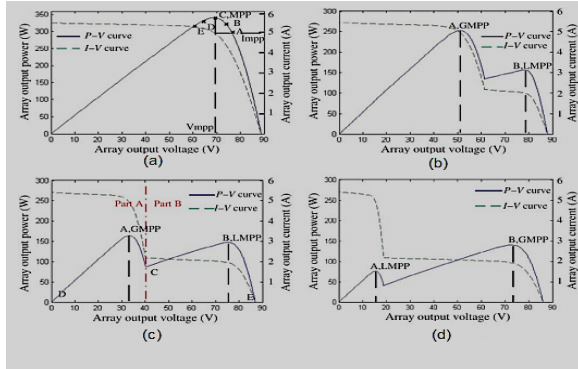 350
300
250
200
150
100
50
0
Array output power (W)
P–V curve
I–V curve
C,MPP
B
D
E
A
Impp
Vmpp
6
5
4
3
2
1
0
Array output current (A)
0 10 20 30 40 50 60 70 80 90
Array output voltage (V)
(a)
300
250
200
150
100
50
0
Array output power (W)
A,GMPP
B,LMPP
P–V curve
I–V curve
6
5
4
3
2
1
0
Array output current (A)
0 10 20 30 40 50 60 70 80 90
Array output voltage (V)
(b)
300
250
200
150
100
50
0
Array output power (W)
Part A
Part B
P–V curve
I–V curve
A,GMPP
B,LMPP
C
D
E
6
5
4
3
2
1
0
Array output current (A)
0 10 20 30 40 50 60 70 80 90
Array output voltage (V)
(c)
300
250
200
150
100
50
0
Array output power (W)
P–V curve
I–V curve
A,LMPP
B,GMPP
6
5
4
3
2
1
0
Array output current (A)
0 10 20 30 40 50 60 70 80 90
Array output voltage (V)
(d)